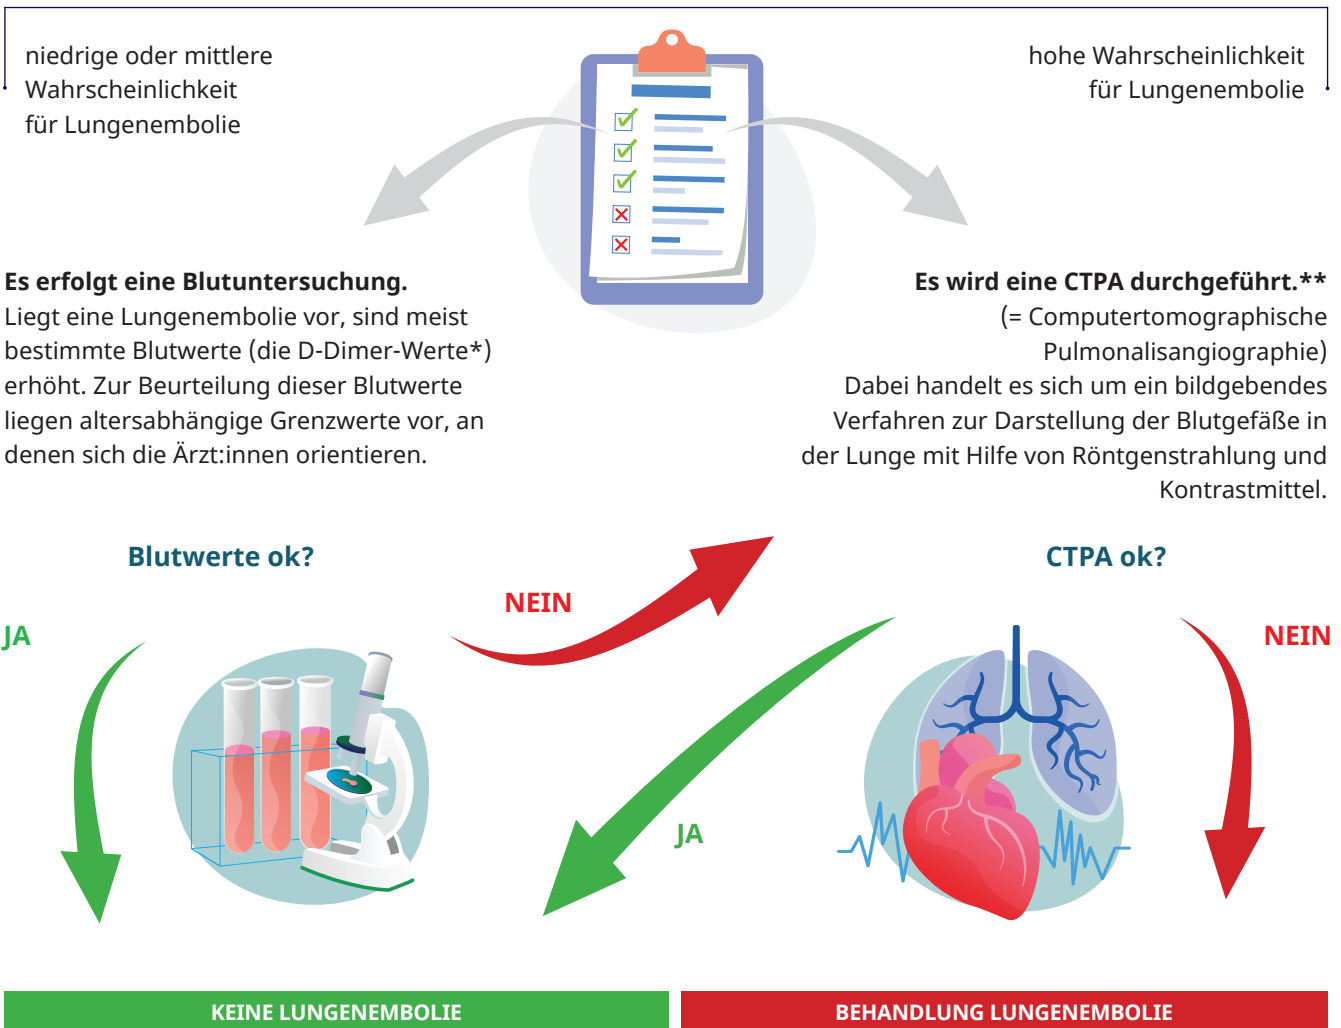 niedrige oder mittlere
Wahrscheinlichkeit
für Lungenembolie
hohe Wahrscheinlichkeit
für Lungenembolie
Es erfolgt eine Blutuntersuchung.
Liegt eine Lungenembolie vor, sind meist
bestimmte Blutwerte (die D-Dimer-Werte*)
erhöht. Zur Beurteilung dieser Blutwerte
liegen altersabhängige Grenzwerte vor, an
denen sich die Ärzt:innen orientieren.
Es wird eine CTPA durchgeführt.**
(= Computertomographische
Pulmonalisangiographie)
Dabei handelt es sich um ein bildgebendes
Verfahren zur Darstellung der Blutgefäße in
der Lunge mit Hilfe von Röntgenstrahlung und
Kontrastmittel.
Blutwerte ok?
CTPA ok?
NEIN
JA
NEIN
JA
KEINE LUNGENEMBOLIE
BEHANDLUNG LUNGENEMBOLIE